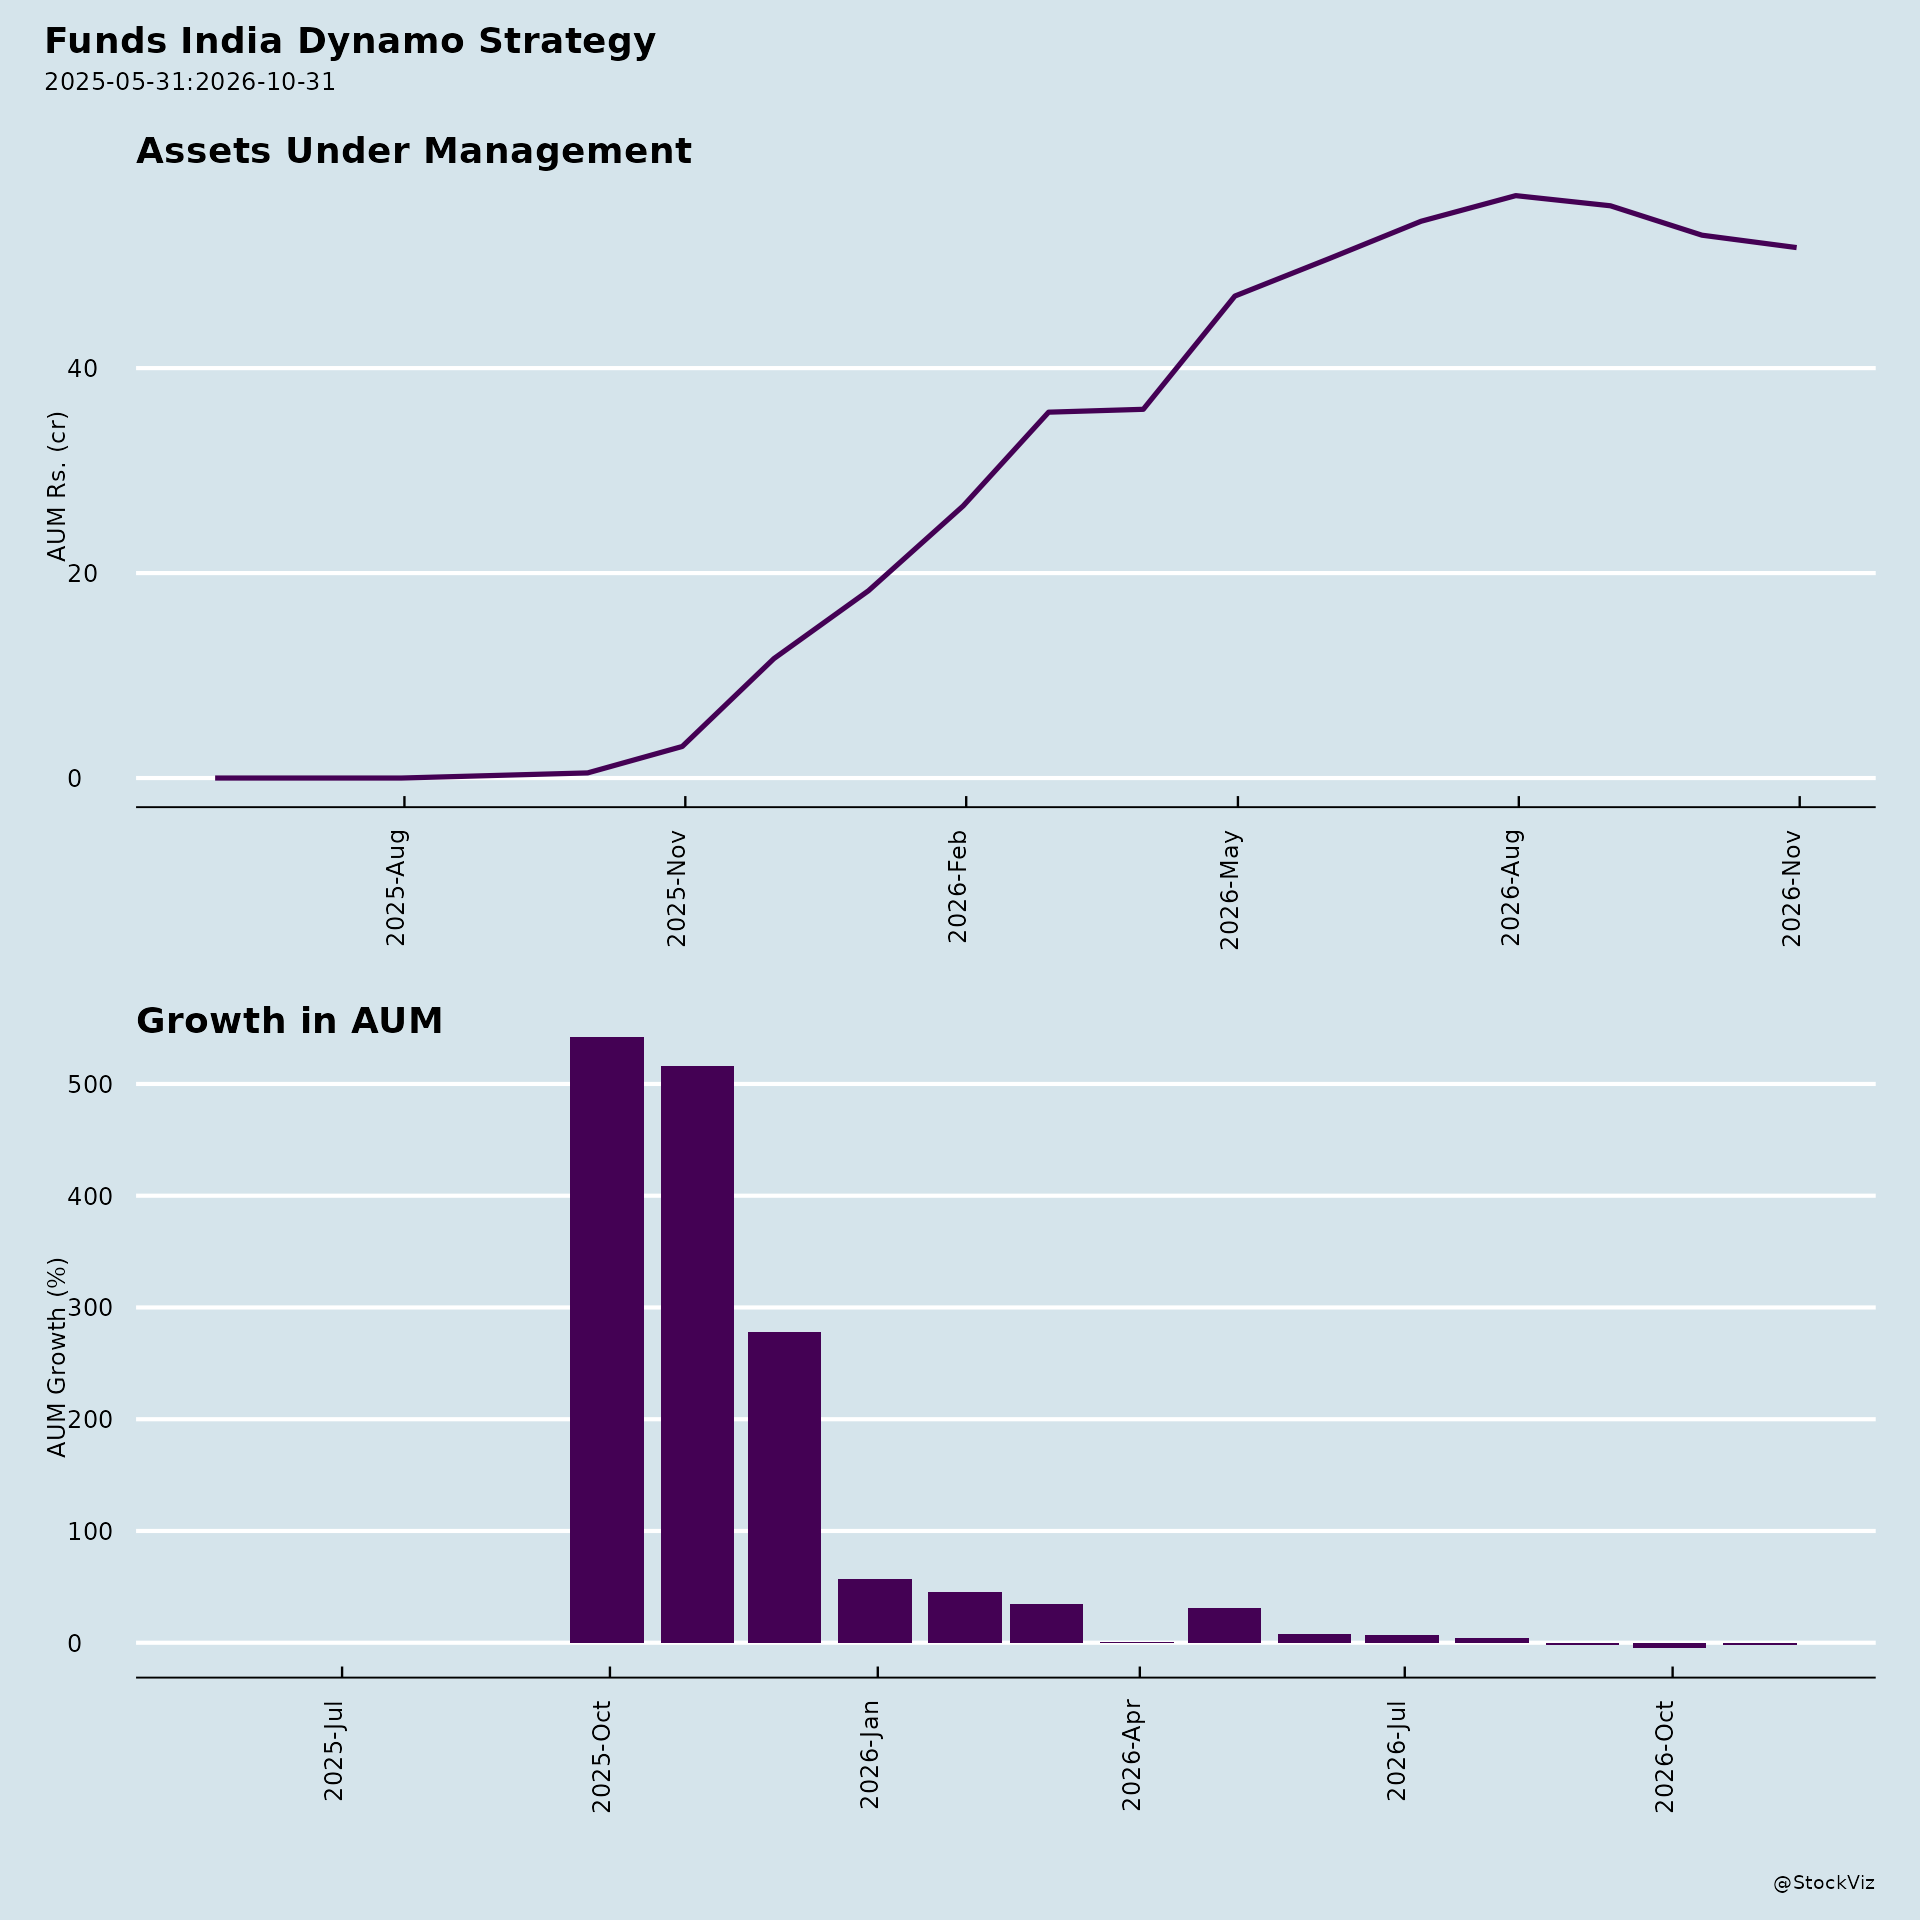 Funds India Dynamo Strategy
2025-05-31:2026-10-31
Assets Under Management
AUM Rs. (cr)
40
20
0
2025-Aug
2025-Nov
2026-Feb
2026-May
2026-Aug
2026-Nov
Growth in AUM
AUM Growth (%)
500
400
300
200
100
0
2025-Jul
2025-Oct
2026-Jan
2026-Apr
2026-Jul
2026-Oct
@StockViz